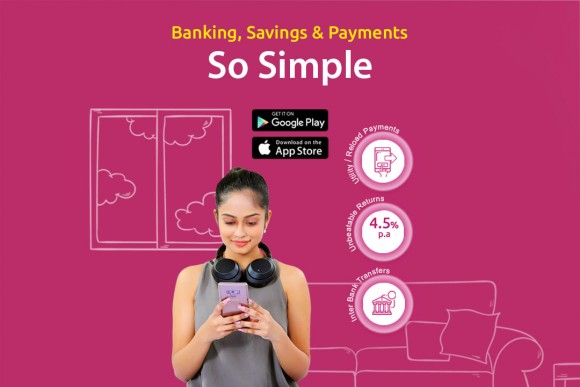 Banking, Savings & Payments
So Simple
GET IT ON
Google Play
Download on the
App Store
Utility / Reload Payments
Unbeatable Returns
4.5%
p.a
Inter Bank Transfers